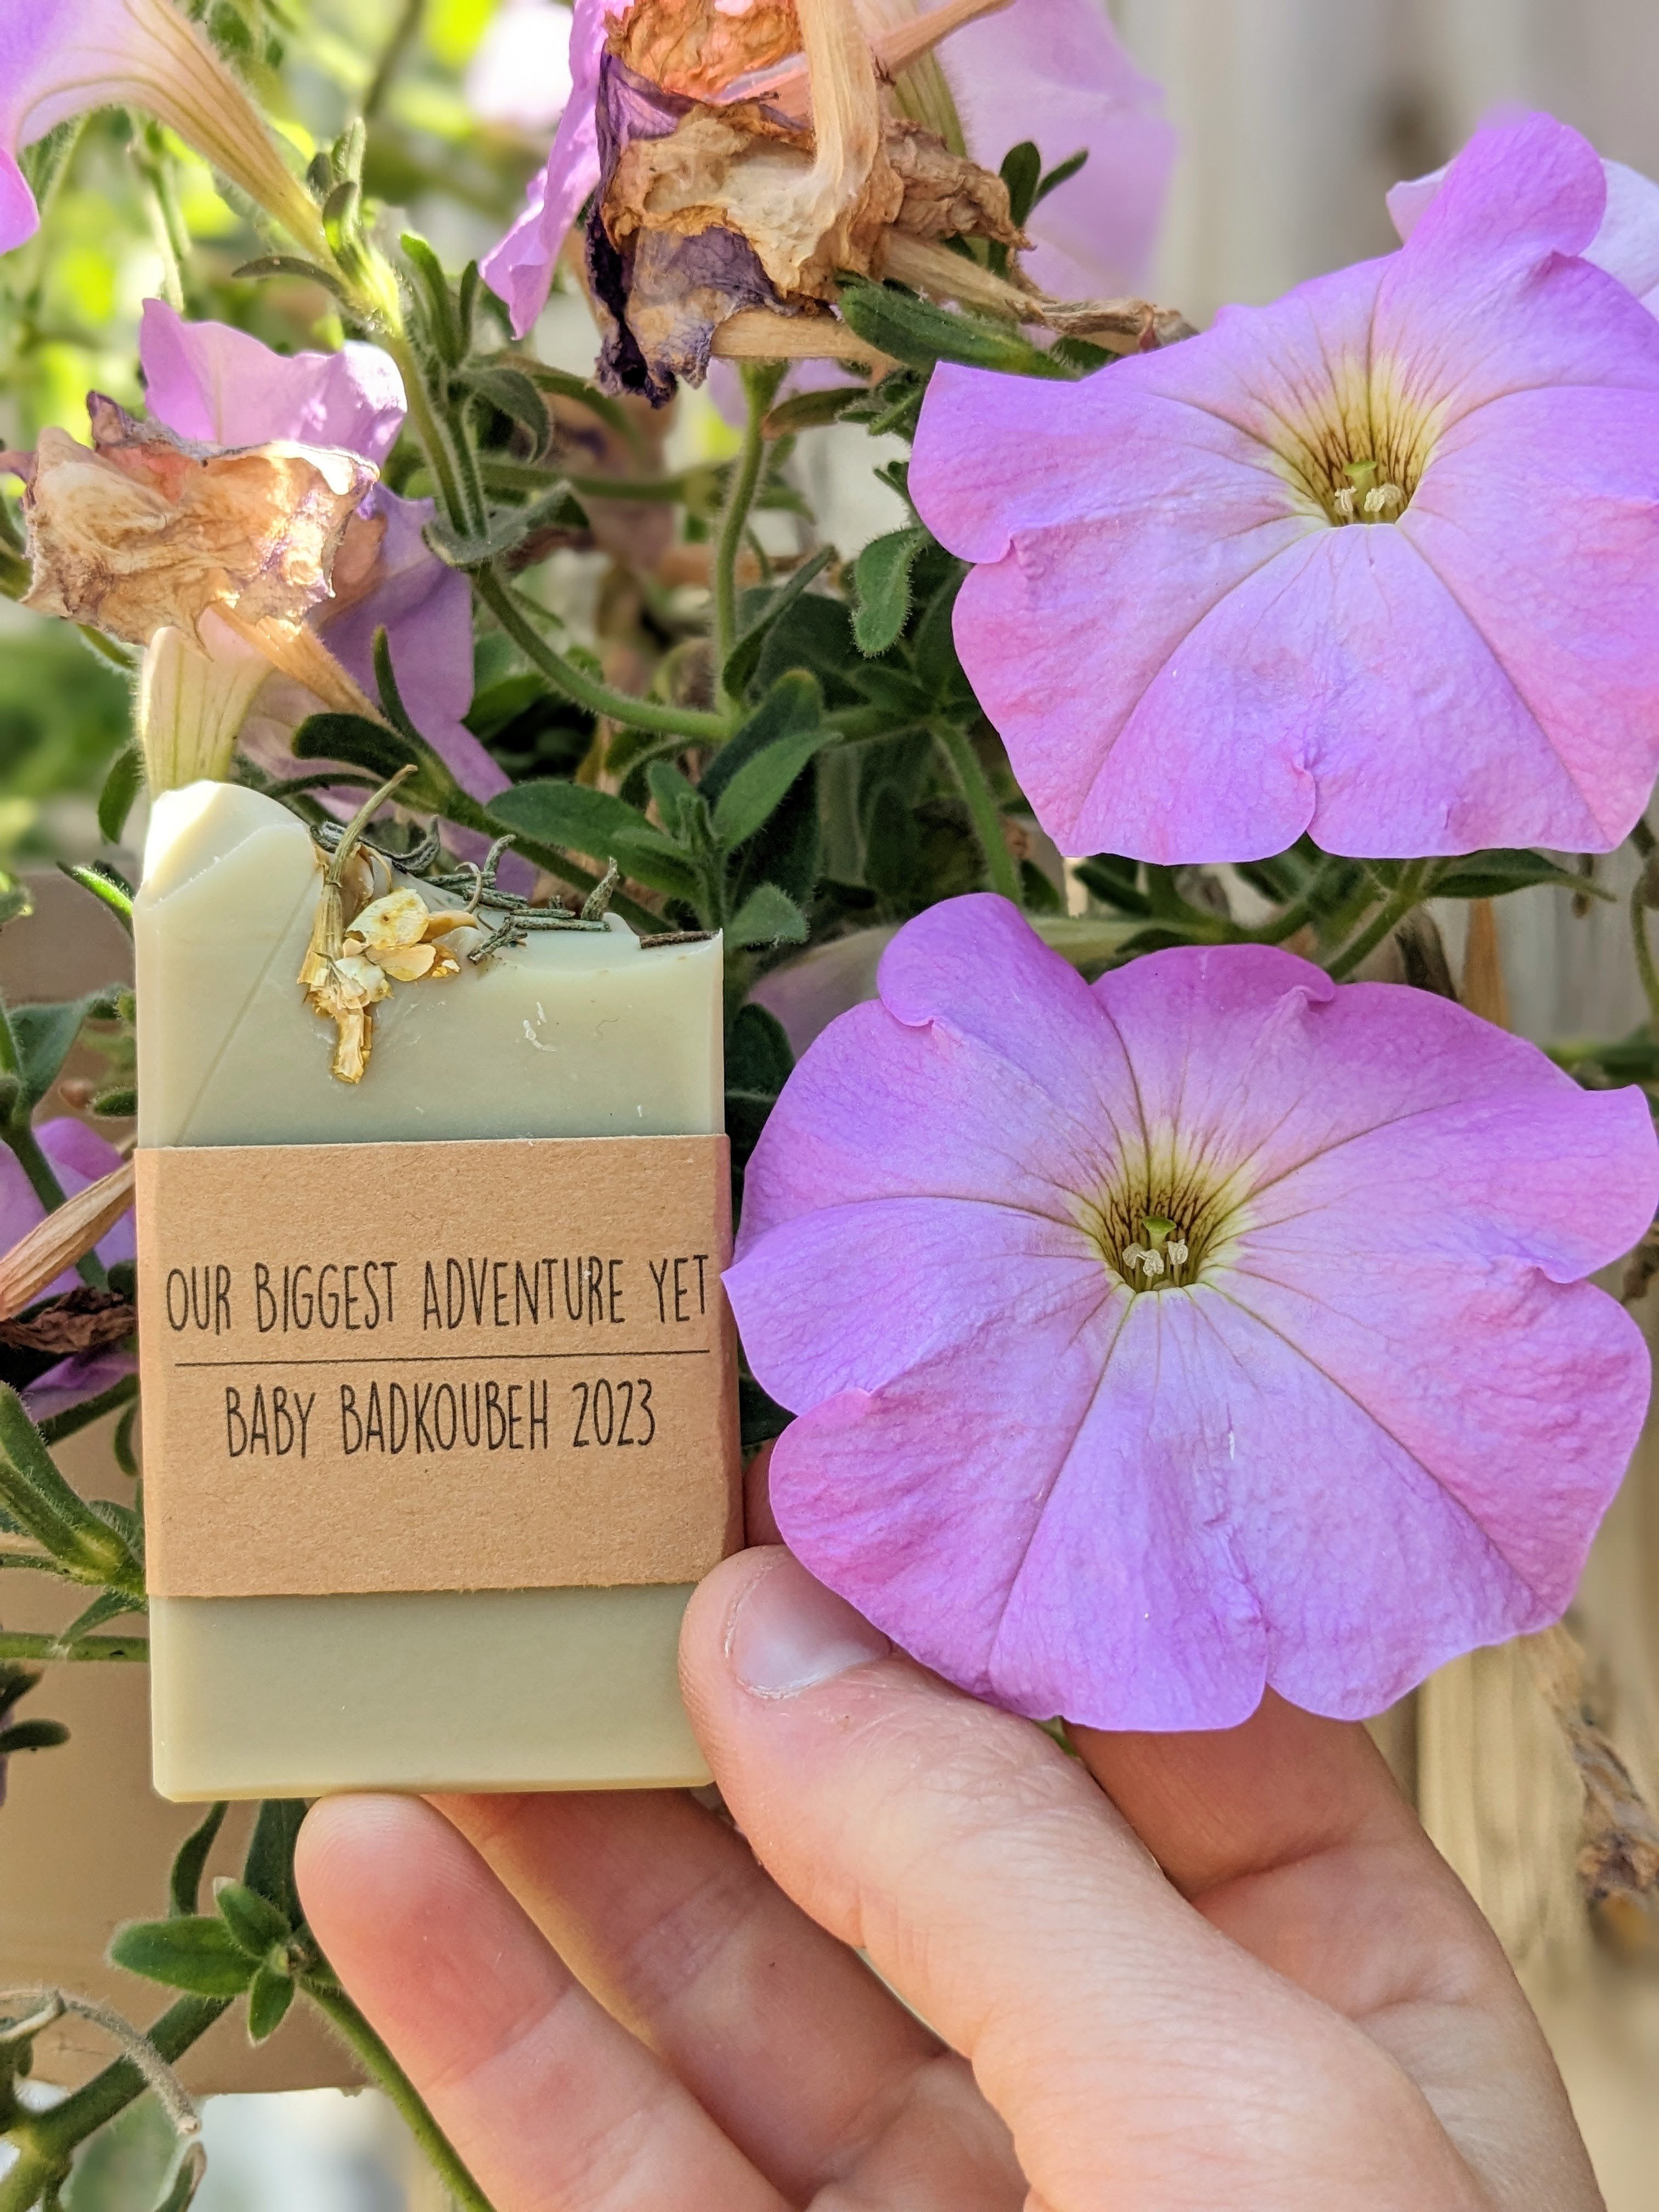 OUR BIGGEST ADVENTURE YET
BABY BADKOUBEH 2023